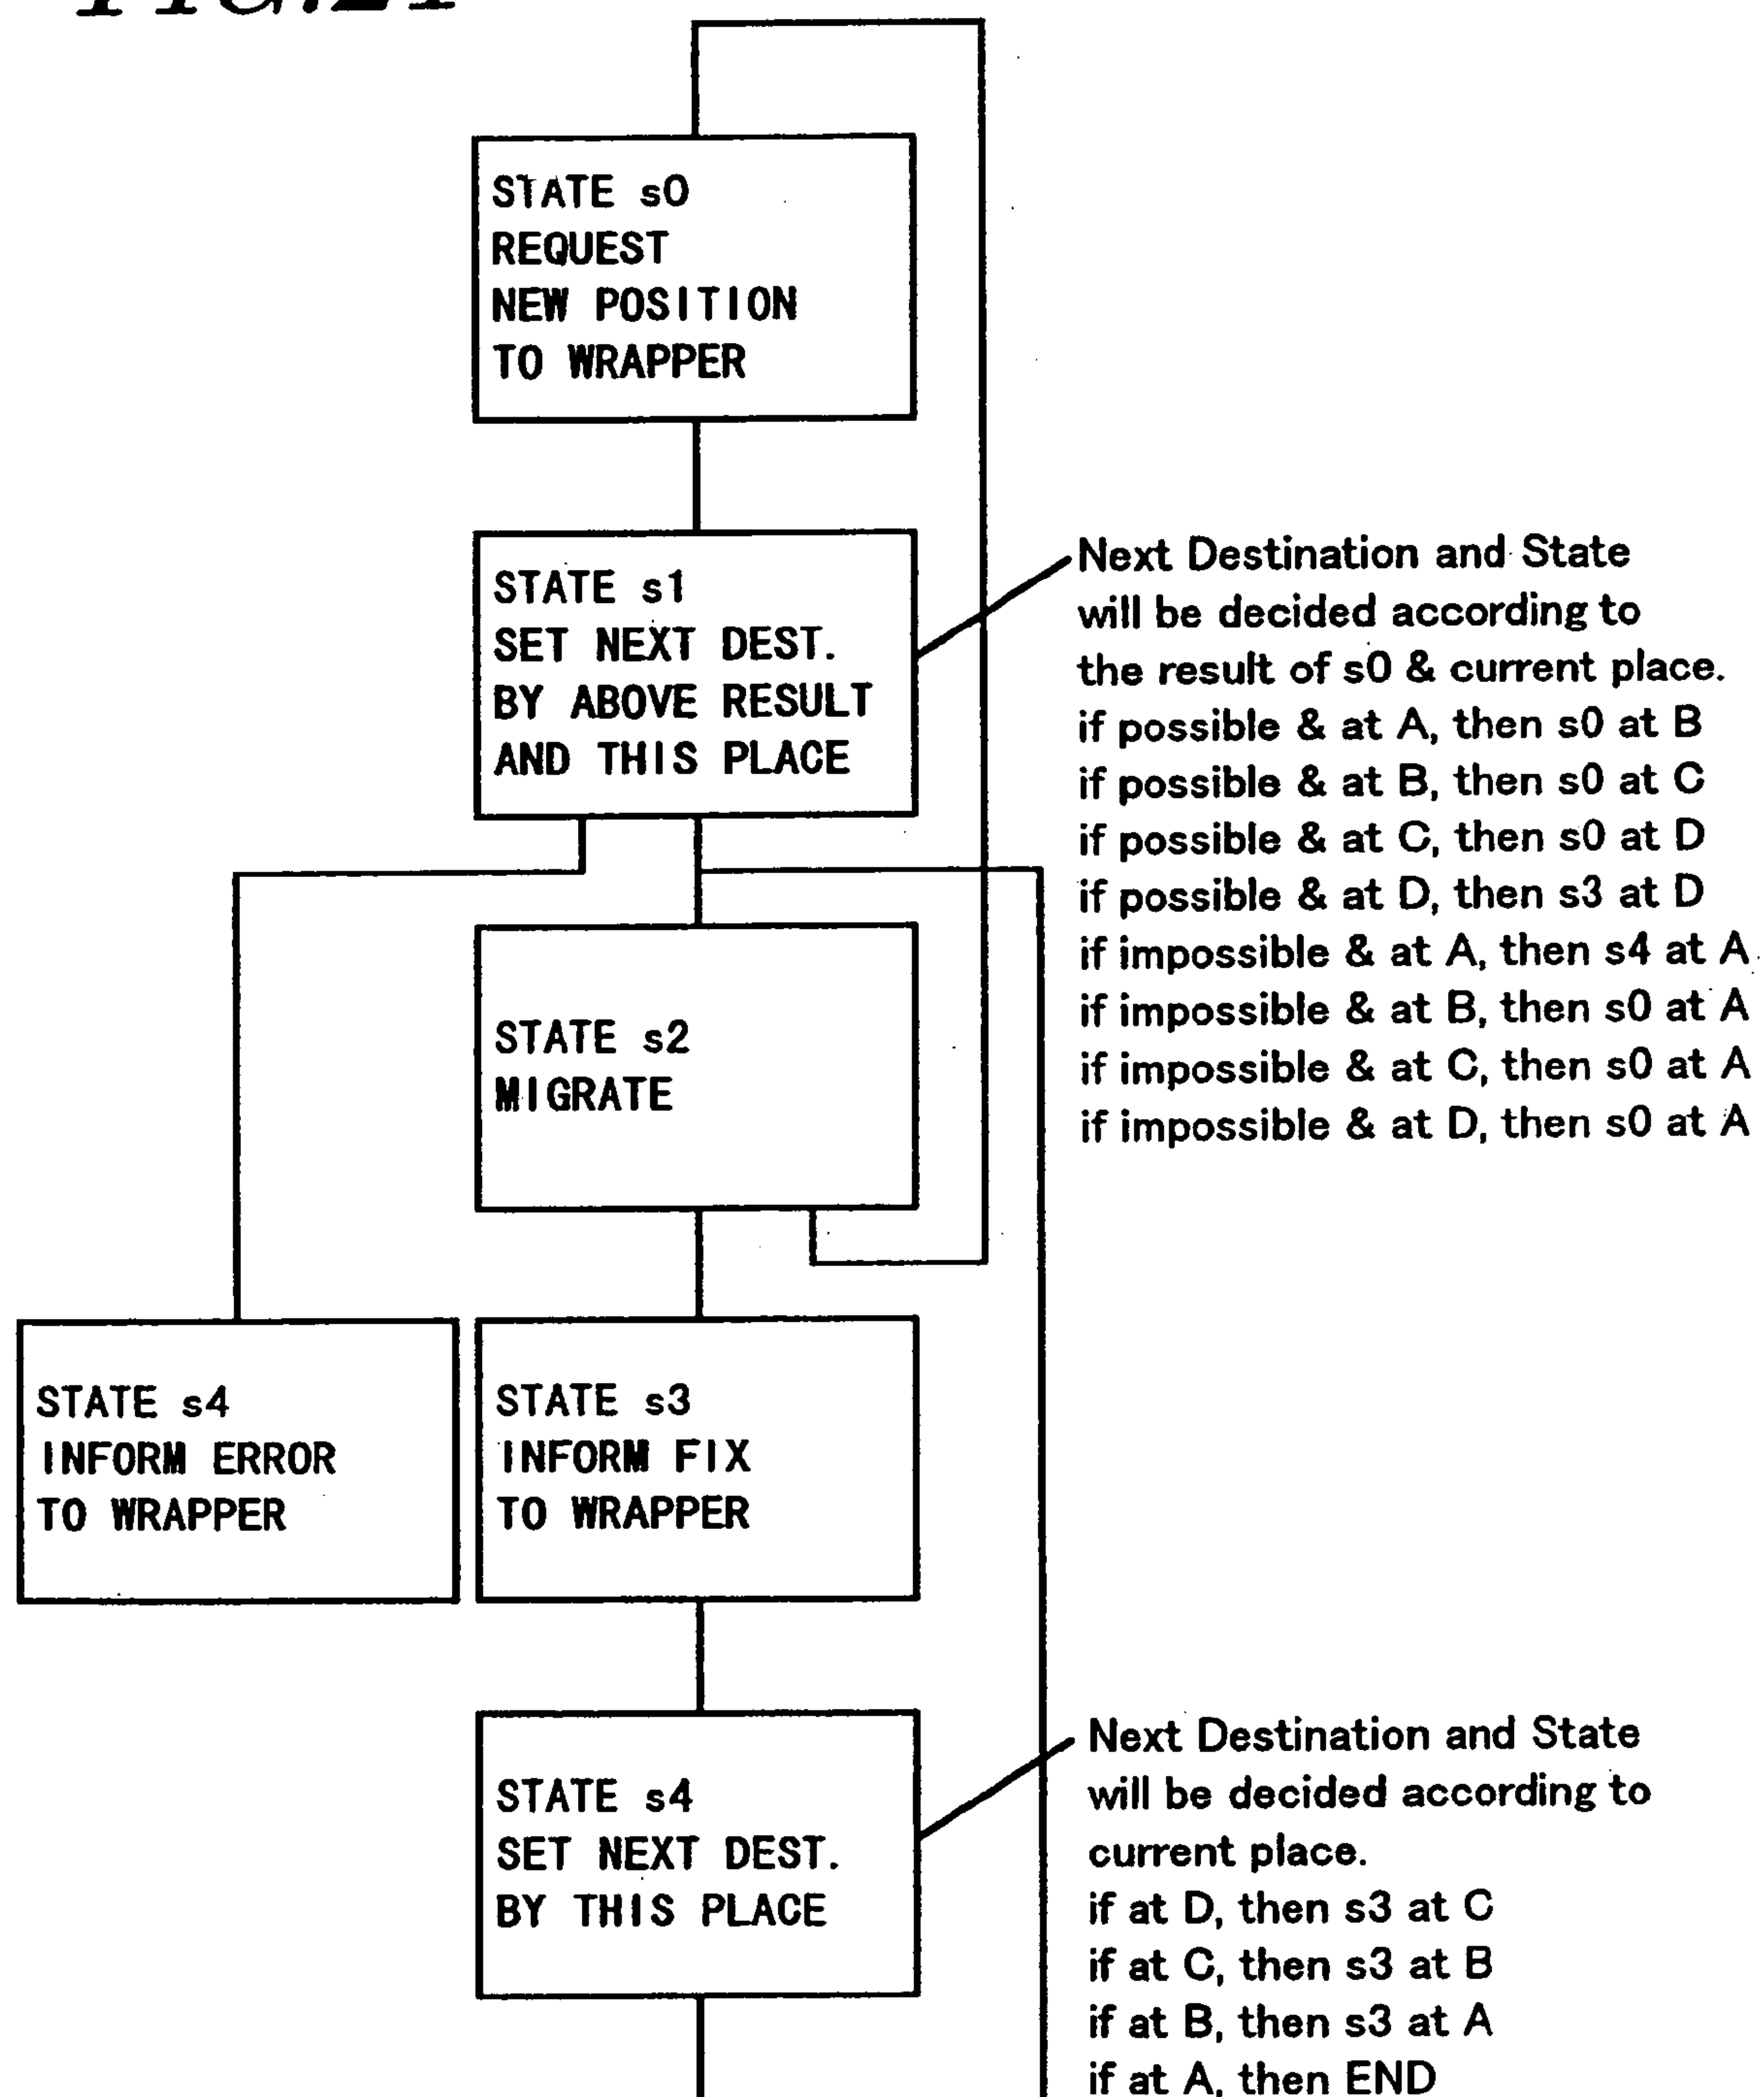 FIG.21
STATE s0
REQUEST
NEW POSITION
TO WRAPPER
STATE s1
SET NEXT DEST.
BY ABOVE RESULT
AND THIS PLACE
Next Destination and State
will be decided according to
the result of s0 & current place.
if possible & at A, then s0 at B
if possible & at B, then s0 at C
if possible & at C, then s0 at D
if possible & at D, then s3 at D
if impossible & at A, then s4 at A
if impossible & at B, then s0 at A
if impossible & at C, then s0 at A
if impossible & at D, then s0 at A
STATE s2
MIGRATE
STATE s4
INFORM ERROR
TO WRAPPER
STATE s3
INFORM FIX
TO WRAPPER
STATE s4
SET NEXT DEST.
BY THIS PLACE
Next Destination and State
will be decided according to
current place.
if at D, then s3 at C
if at C, then s3 at B
if at B, then s3 at A
if at A, then END